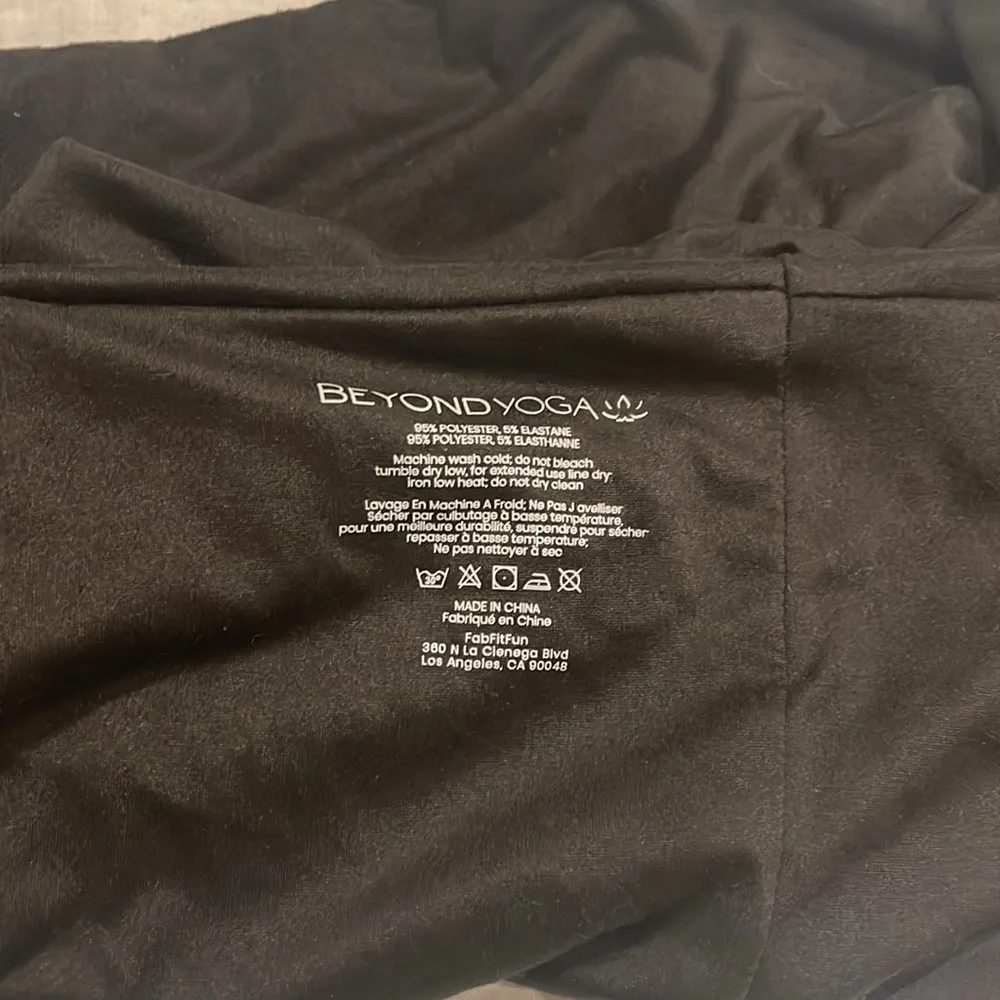 BEYOND YOGA
95% POLYESTER, 5% ELASTANE
95% POLYESTER, 5% ELASTHANNE
Machine wash cold; do not bleach
tumble dry low, for extended use line dry
iron low heat; do not dry clean
Lavage En Machine A Froid; Ne Pas J avelliser
Sécher par culbutage à basse température,
pour une meilleure durabilité, suspendre pour sécher
repasser à basse temperature;
Ne pas nettoyer à sec
30°
MADE IN CHINA
Fabriqué en Chine
FabFitFun
360 N La Cienega Blvd
Los Angeles, CA 90048